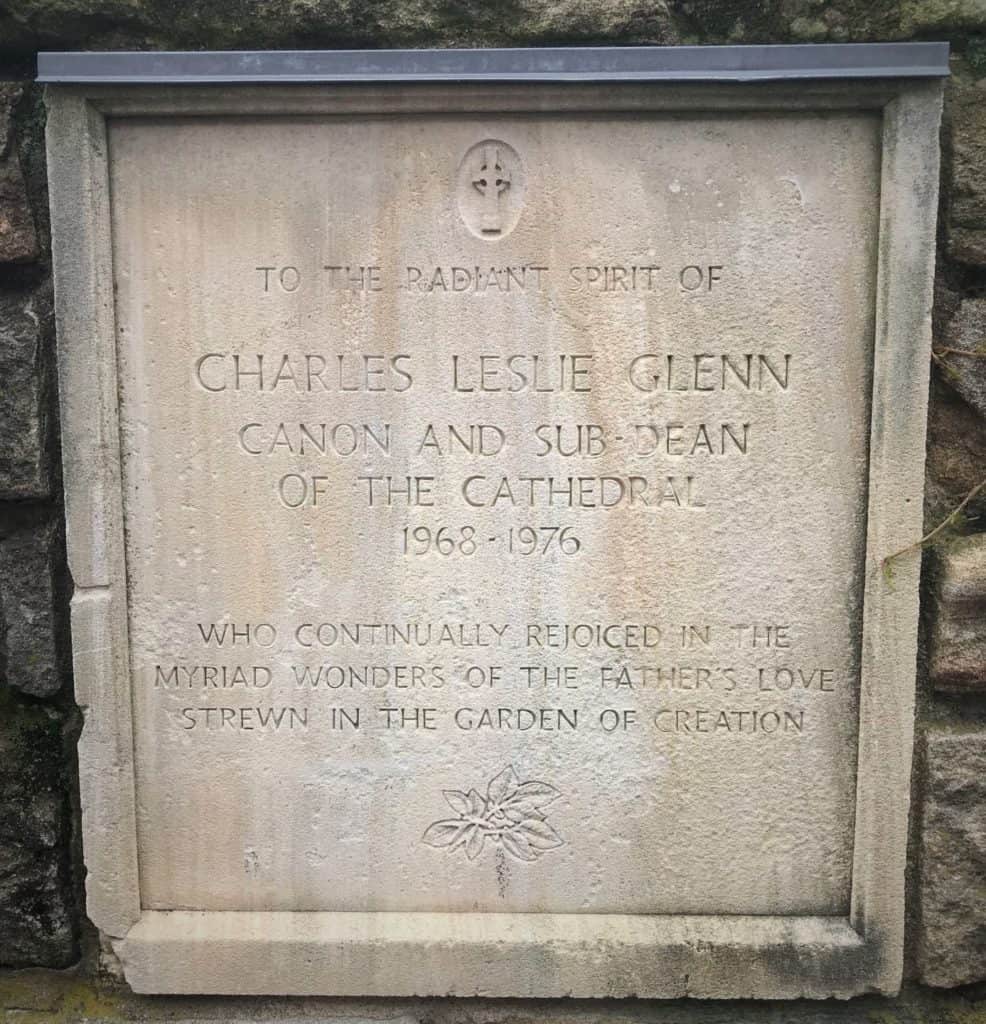 TO THE RADIANT SPIRIT OF
CHARLES LESLIE GLENN
CANON AND SUB-DEAN
OF THE CATHEDRAL
1968-1976
WHO CONTINUALLY REJOICED IN THE
MYRIAD WONDERS OF THE FATHER'S LOVE
STREWN IN THE GARDEN OF CREATION